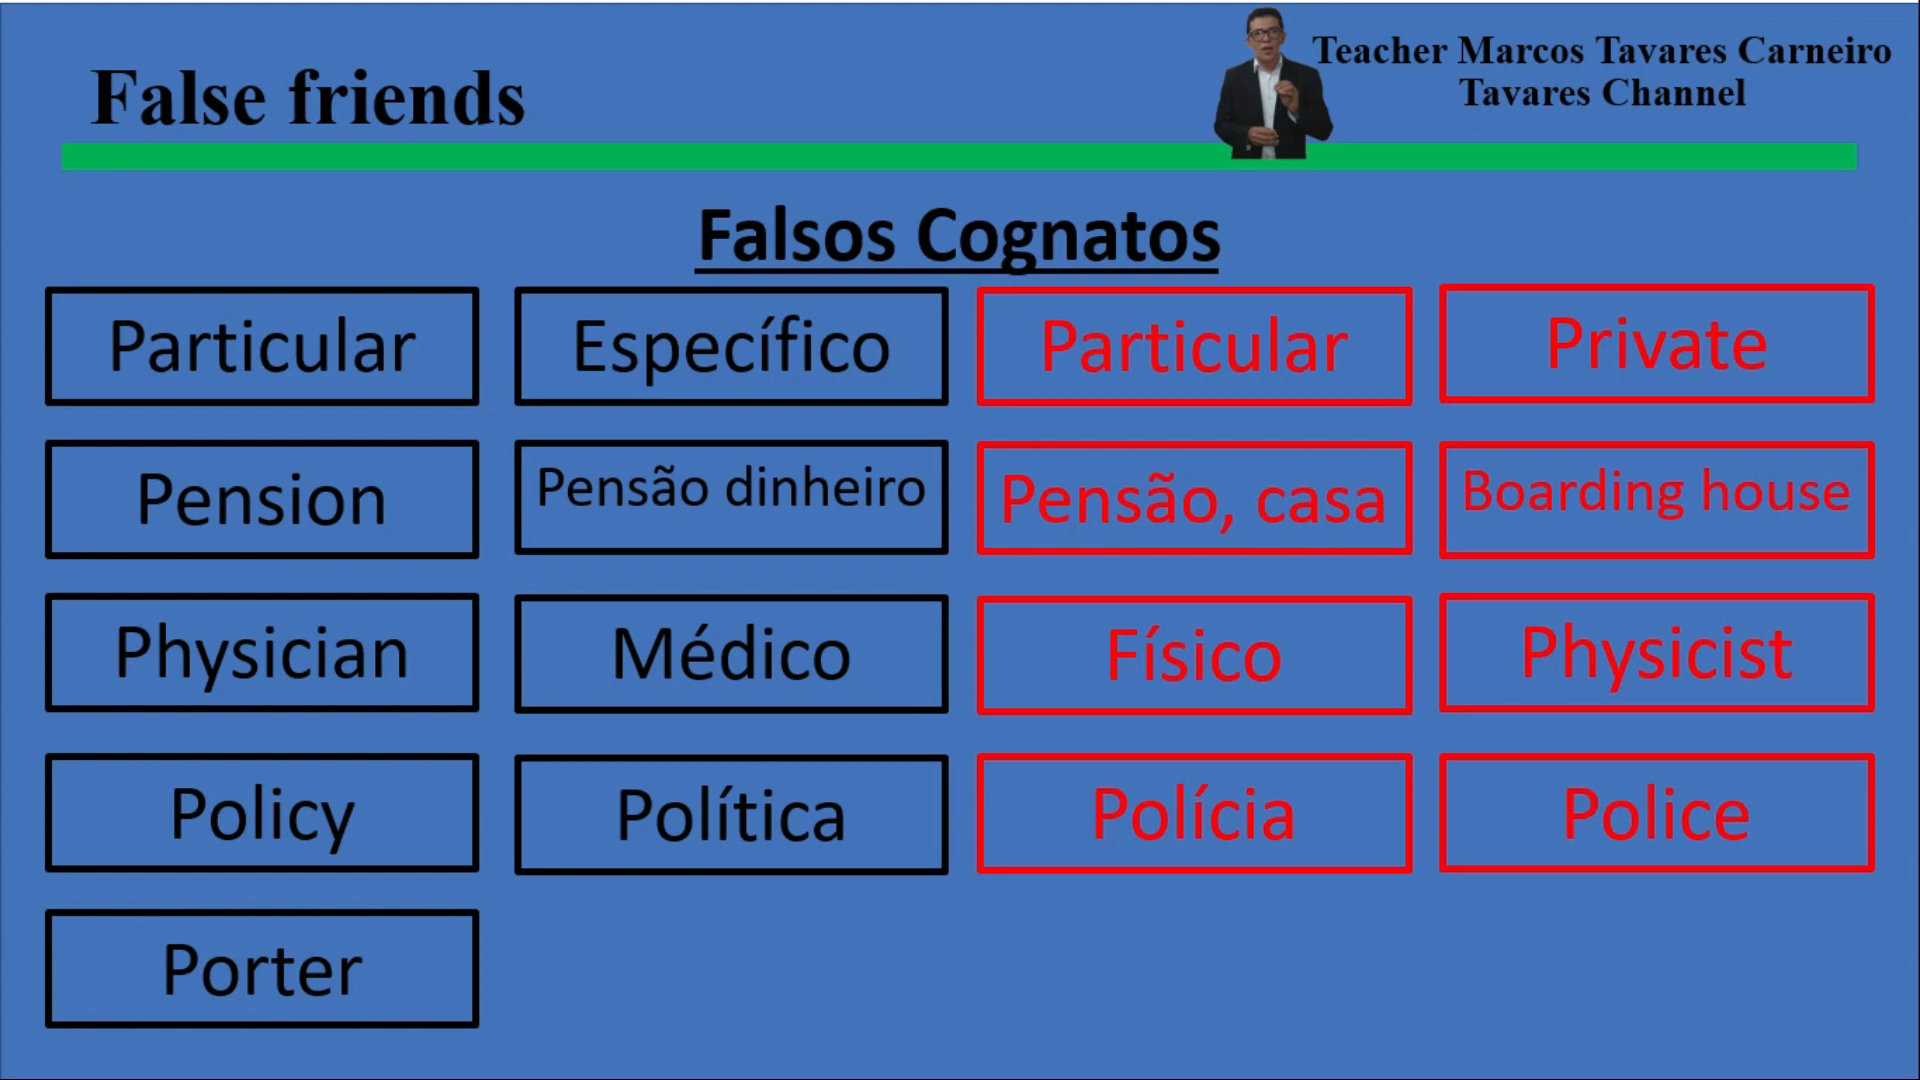 False friends
Teacher Marcos Tavares Carneiro
Tavares Channel
Falsos Cognatos
Particular
Específico
Particular
Private
Pension
Pensão dinheiro
Pensão, casa
Boarding house
Physician
Médico
Físico
Physicist
Policy
Política
Polícia
Police
Porter